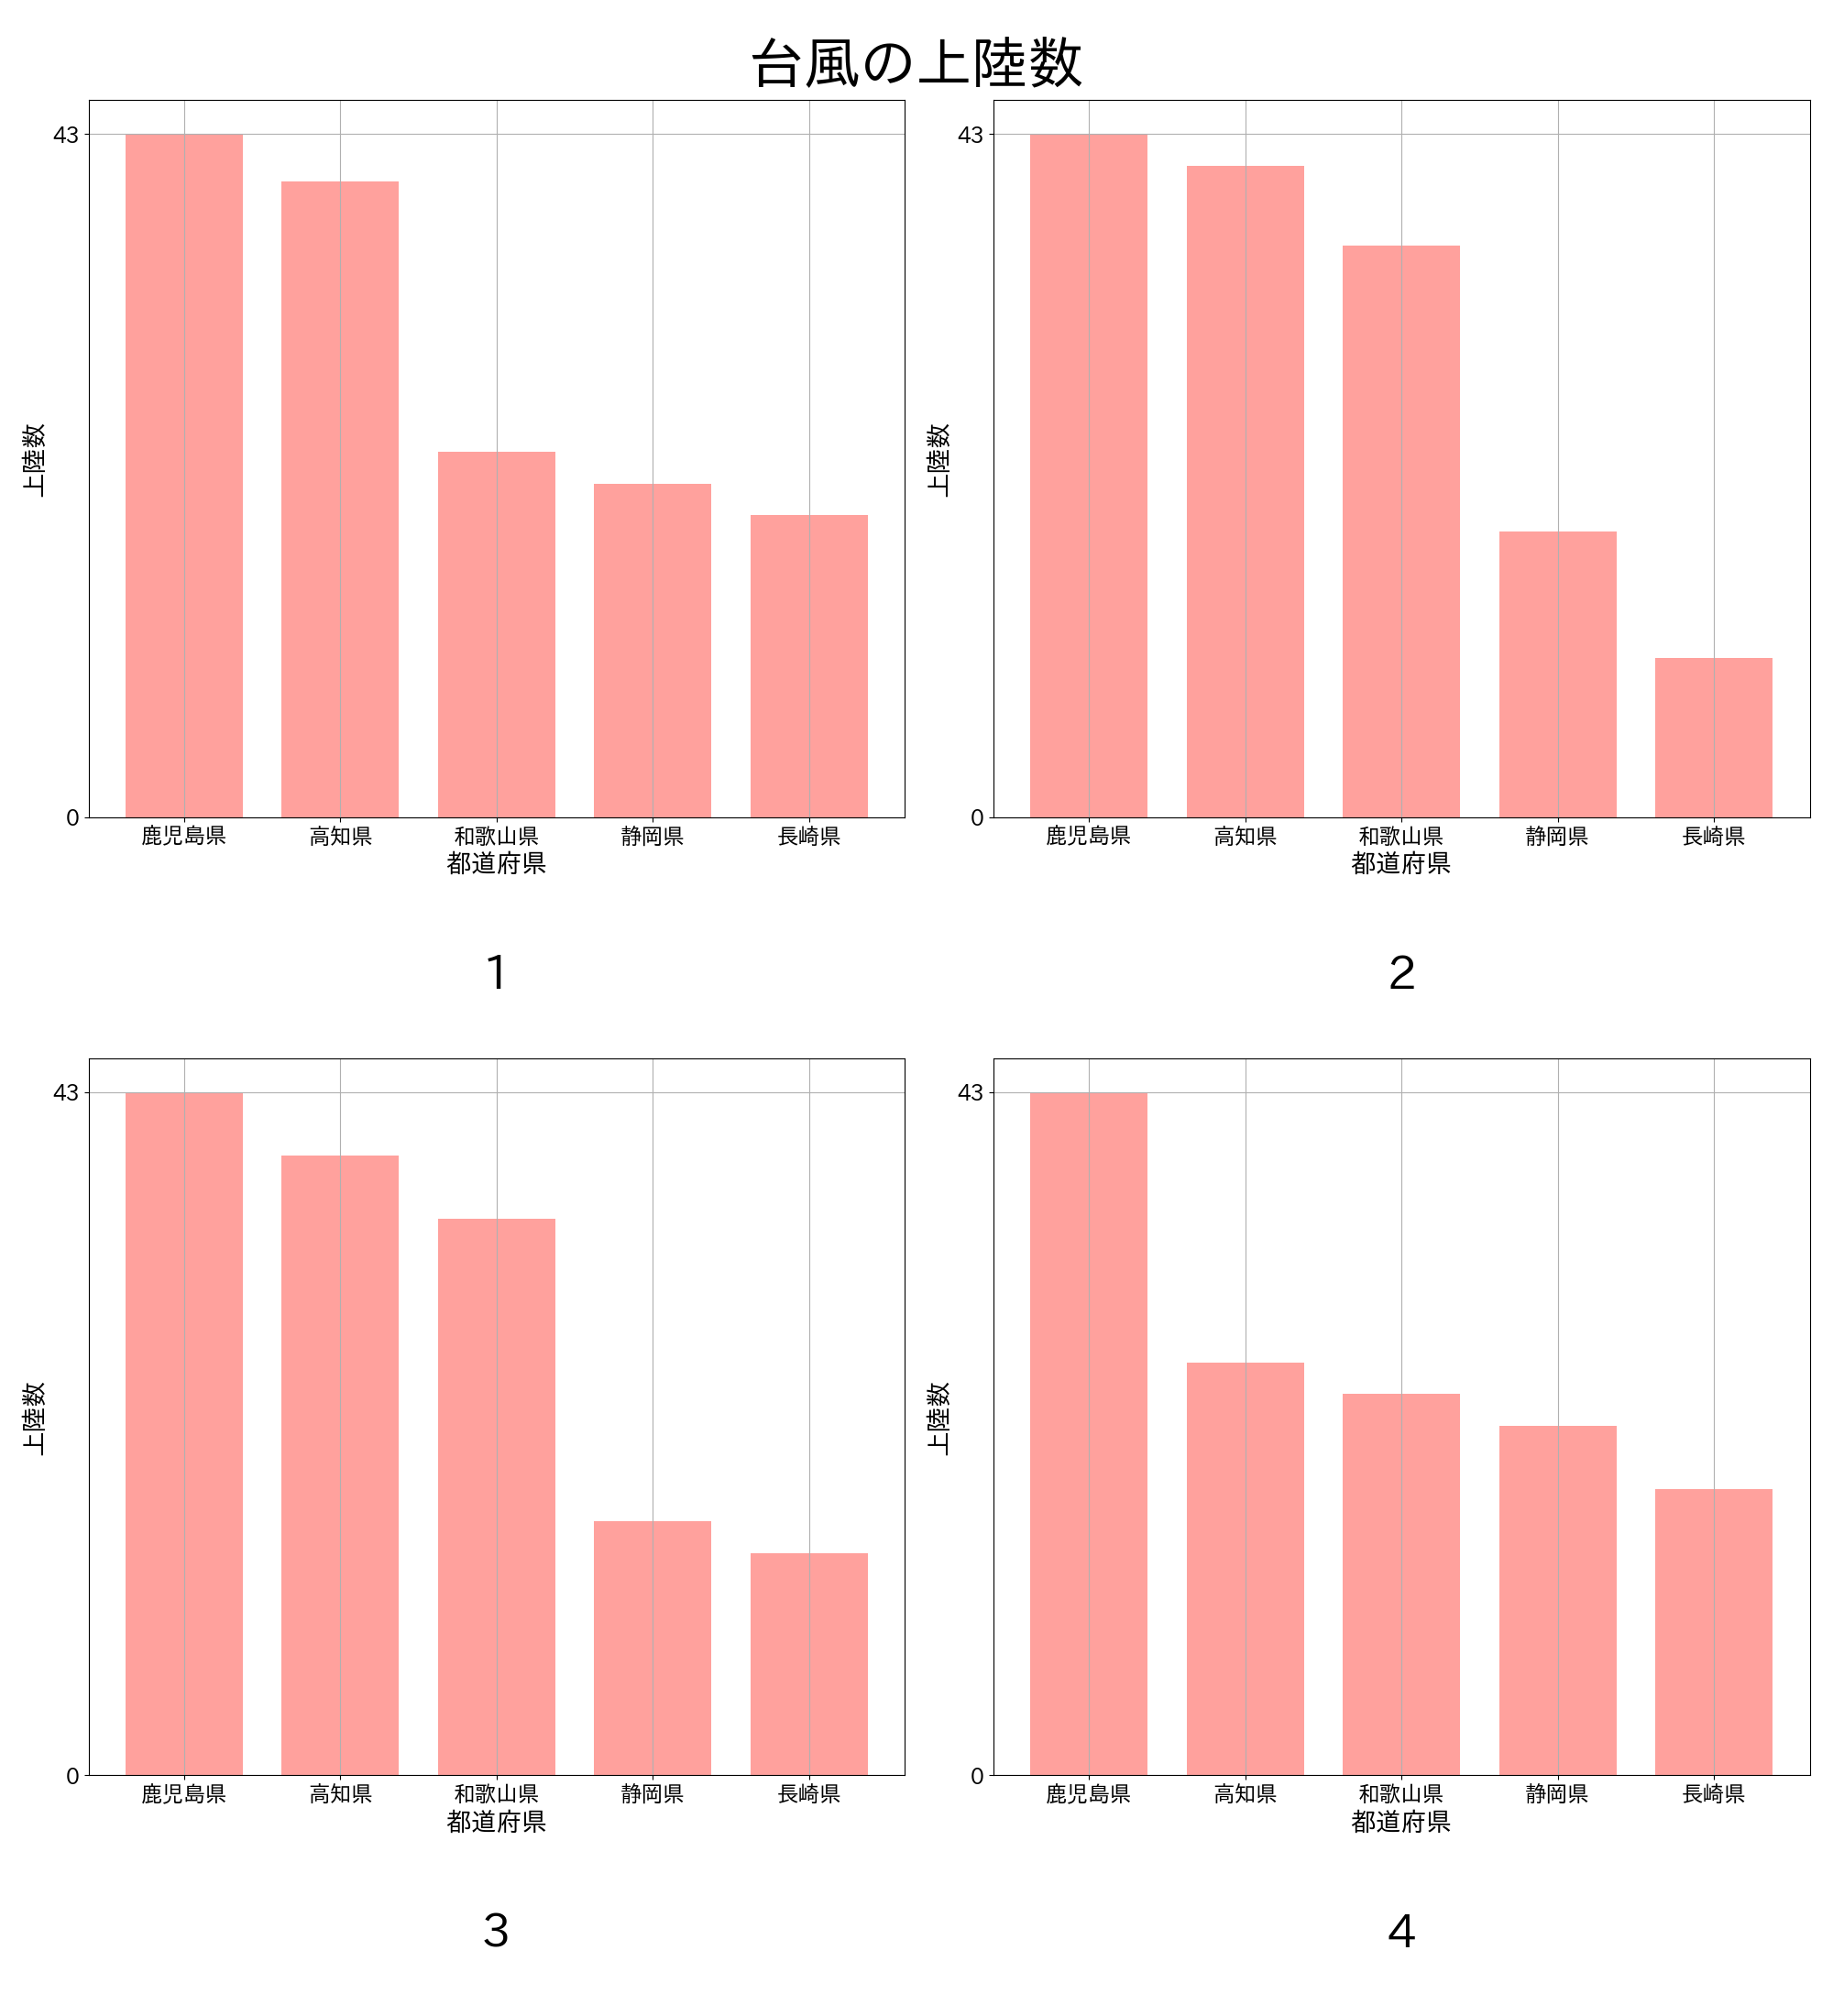 台風の上陸数
43
0
上陸数
鹿児島県 高知県 和歌山県 静岡県 長崎県
都道府県
1
43
0
上陸数
鹿児島県 高知県 和歌山県 静岡県 長崎県
都道府県
2
43
0
上陸数
鹿児島県 高知県 和歌山県 静岡県 長崎県
都道府県
3
43
0
上陸数
鹿児島県 高知県 和歌山県 静岡県 長崎県
都道府県
4